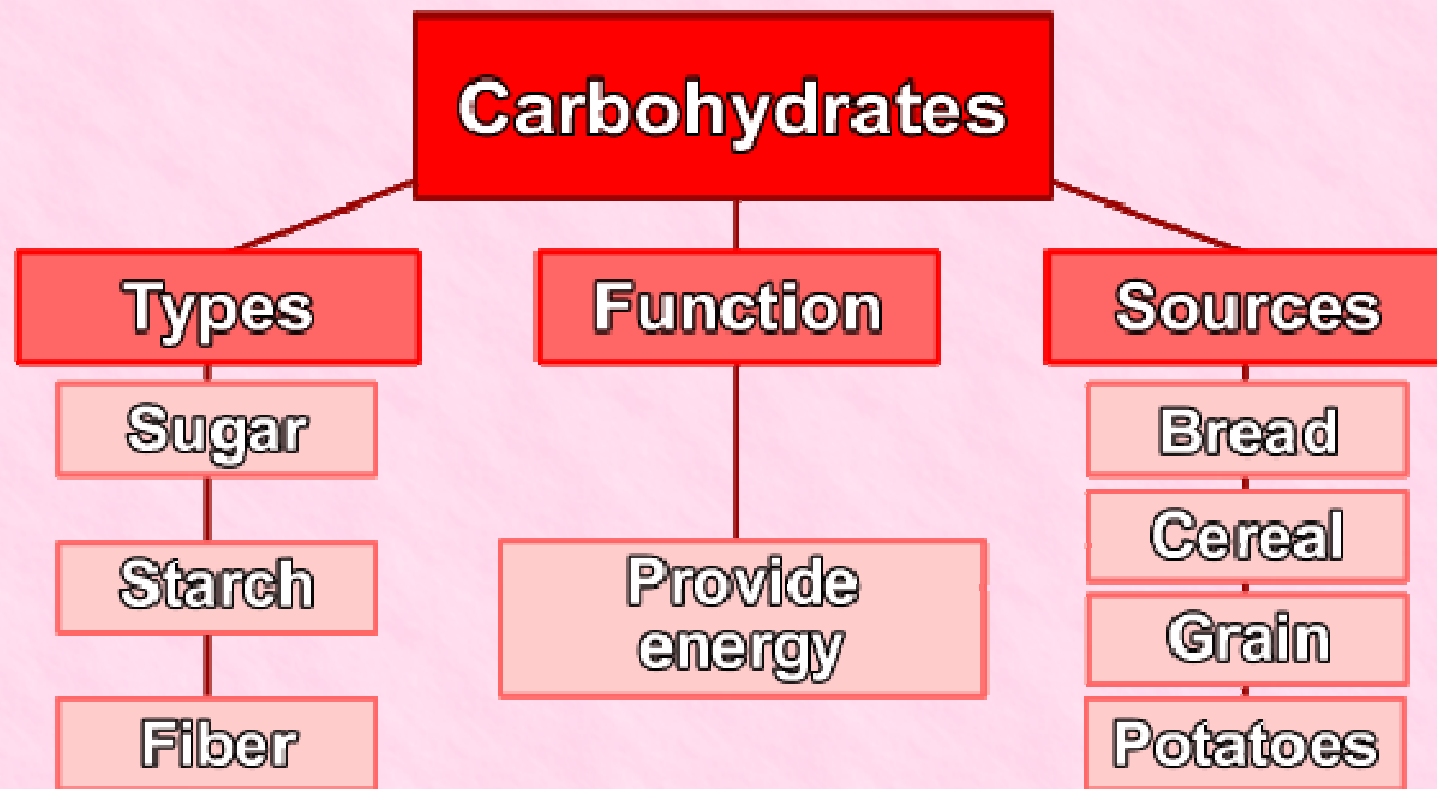 Carbohydrates
Types
Function
Sources
Sugar
Starch
Fiber
Provide
energy
Bread
Cereal
Grain
Potatoes